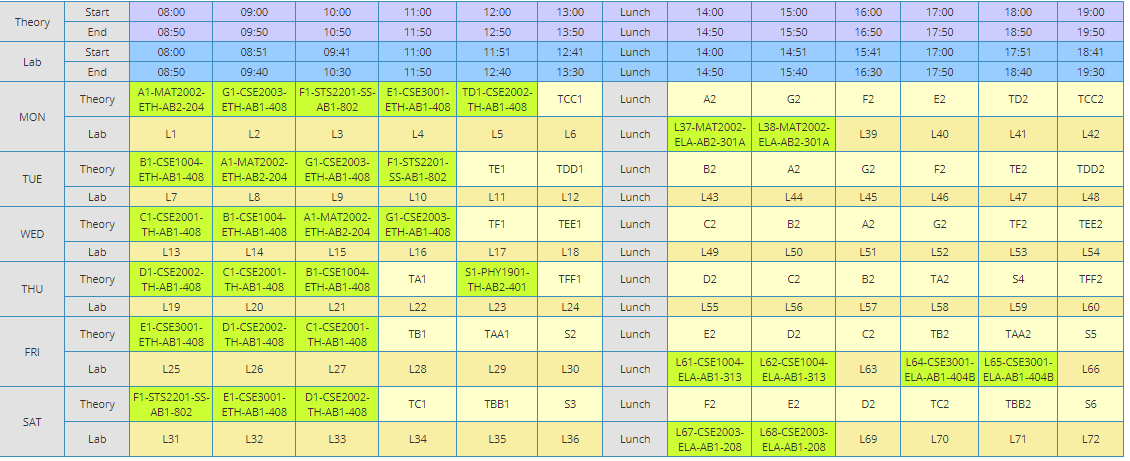 Theory Start 08:00 09:00 10:00 11:00 12:00 13:00 Lunch 14:00 15:00 16:00 17:00 18:00 19:00
End 08:50 09:50 10:50 11:50 12:50 13:50 Lunch 14:50 15:50 16:50 17:50 18:50 19:50
Lab Start 08:00 08:51 09:41 11:00 11:51 12:41 Lunch 14:00 14:51 15:41 17:00 17:51 18:41
End 08:50 09:40 10:30 11:50 12:40 13:30 Lunch 14:50 15:40 16:30 17:50 18:40 19:30
MON Theory A1-MAT2002-ETH-AB2-204 G1-CSE2003-ETH-AB1-408 F1-STS2201-SS-AB1-802 E1-CSE3001-ETH-AB1-408 TD1-CSE2002-TH-AB1-408 TCC1 Lunch A2 G2 F2 E2 TD2 TCC2
Lab L1 L2 L3 L4 L5 L6 Lunch L37-MAT2002-ELA-AB2-301A L38-MAT2002-ELA-AB2-301A L39 L40 L41 L42
TUE Theory B1-CSE1004-ETH-AB1-408 A1-MAT2002-ETH-AB2-204 G1-CSE2003-ETH-AB1-408 F1-STS2201-SS-AB1-802 TE1 TDD1 Lunch B2 A2 G2 F2 TE2 TDD2
Lab L7 L8 L9 L10 L11 L12 Lunch L43 L44 L45 L46 L47 L48
WED Theory C1-CSE2001-TH-AB1-408 B1-CSE1004-ETH-AB1-408 A1-MAT2002-ETH-AB2-204 G1-CSE2003-ETH-AB1-408 TF1 TEE1 Lunch C2 B2 A2 G2 TF2 TEE2
Lab L13 L14 L15 L16 L17 L18 Lunch L49 L50 L51 L52 L53 L54
THU Theory D1-CSE2002-TH-AB1-408 C1-CSE2001-TH-AB1-408 B1-CSE1004-ETH-AB1-408 TA1 S1-PHY1901-TH-AB2-401 TFF1 Lunch D2 C2 B2 TA2 S4 TFF2
Lab L19 L20 L21 L22 L23 L24 Lunch L55 L56 L57 L58 L59 L60
FRI Theory E1-CSE3001-ETH-AB1-408 D1-CSE2002-TH-AB1-408 C1-CSE2001-TH-AB1-408 TB1 TAA1 S2 Lunch E2 D2 C2 TB2 TAA2 S5
Lab L25 L26 L27 L28 L29 L30 Lunch L61-CSE1004-ELA-AB1-313 L62-CSE1004-ELA-AB1-313 L63 L64-CSE3001-ELA-AB1-404B L65-CSE3001-ELA-AB1-404B L66
SAT Theory F1-STS2201-SS-AB1-802 E1-CSE3001-ETH-AB1-408 D1-CSE2002-TH-AB1-408 TC1 TBB1 S3 Lunch F2 E2 D2 TC2 TBB2 S6
Lab L31 L32 L33 L34 L35 L36 Lunch L67-CSE2003-ELA-AB1-208 L68-CSE2003-ELA-AB1-208 L69 L70 L71 L72